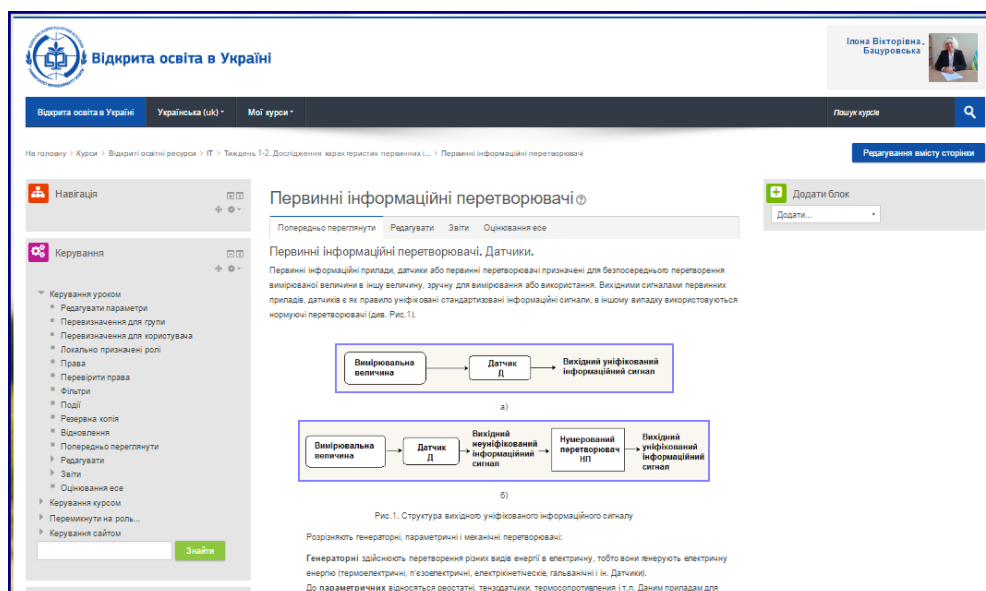 Відкрита освіта в Україні
Ілона Вікторівна
Бацуровська
Відкрита освіта в Україні
Українська (uk)
Мої курси
Пошук курсів
На головну > Курси > Відкриті освітні ресурси > ІТ > Тиждень 1-2. Дослідження характеристик первинних і... > Первинні інформаційні перетворювачі
Редагування вмісту сторінки
Навігація
Керування
Керування уроком
Редагувати параметри
Перевизначення для групи
Перевизначення для користувача
Локально призначені ролі
Права
Перевірити права
Фільтри
Події
Резервна копія
Відновлення
Попередньо переглянути
Редагувати
Звіти
Оцінювання есе
Керування курсом
Перемикнути на роль...
Керування сайтом
Знайти
Первинні інформаційні перетворювачі
Попередньо переглянути Редагувати Звіти Оцінювання есе
Первинні інформаційні перетворювачі. Датчики.
Первинні інформаційні прилади, датчики або первинні перетворювачі призначені для безпосереднього перетворення
вимірюваної величини в іншу величину, зручну для вимірювання або використання. Вихідними сигналами первинних
приладів, датчиків є як правило уніфіковані стандартизовані інформаційні сигнали, в іншому випадку використовуються
нормуючі перетворювачі (див. Рис.1).
Вимірювальна
величина
Датчик
Д
Вихідний уніфікований
інформаційний сигнал
а)
Вимірювальна
величина
Датчик
Д
Вихідний
неуніфікований
інформаційний
сигнал
Нумерований
перетворювач
НП
Вихідний
уніфікований
інформаційний
сигнал
б)
Рис.1. Структура вихідного уніфікованого інформаційного сигналу
Розрізняють генераторні, параметричні і механічні перетворювачі:
Генераторні здійснюють перетворення різних видів енергії в електричну, тобто вони генерують електричну
енергію (термоелектричні, п'єзоелектричні, електрікінетіческіе, гальванічні і ін. Датчики).
До параметричних відносяться реостатні, тензодатчики, термосопротивления і т.п. Даним приладам для
Додати блок
Додати...